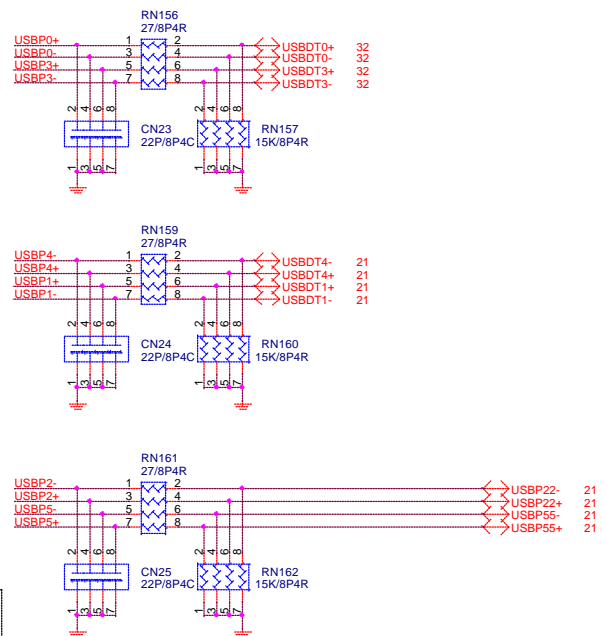 RN156
27/8P4R
USBP0+ 1 2 USBDT0+ 32
USBP0- 3 4 USBDT0- 32
USBP3+ 5 6 USBDT3+ 32
USBP3- 7 8 USBDT3- 32
2 4 6 8 2 4 6 8
CN23 RN157
22P/8P4C 15K/8P4R
1 3 5 7 1 3 5 7
RN159
27/8P4R
USBP4- 1 2 USBDT4- 21
USBP4+ 3 4 USBDT4+ 21
USBP1+ 5 6 USBDT1+ 21
USBP1- 7 8 USBDT1- 21
2 4 6 8 2 4 6 8
CN24 RN160
22P/8P4C 15K/8P4R
1 3 5 7 1 3 5 7
RN161
27/8P4R
USBP2- 1 2 USBP22- 21
USBP2+ 3 4 USBP22+ 21
USBP5- 5 6 USBP55- 21
USBP5+ 7 8 USBP55+ 21
2 4 6 8 2 4 6 8
CN25 RN162
22P/8P4C 15K/8P4R
1 3 5 7 1 3 5 7